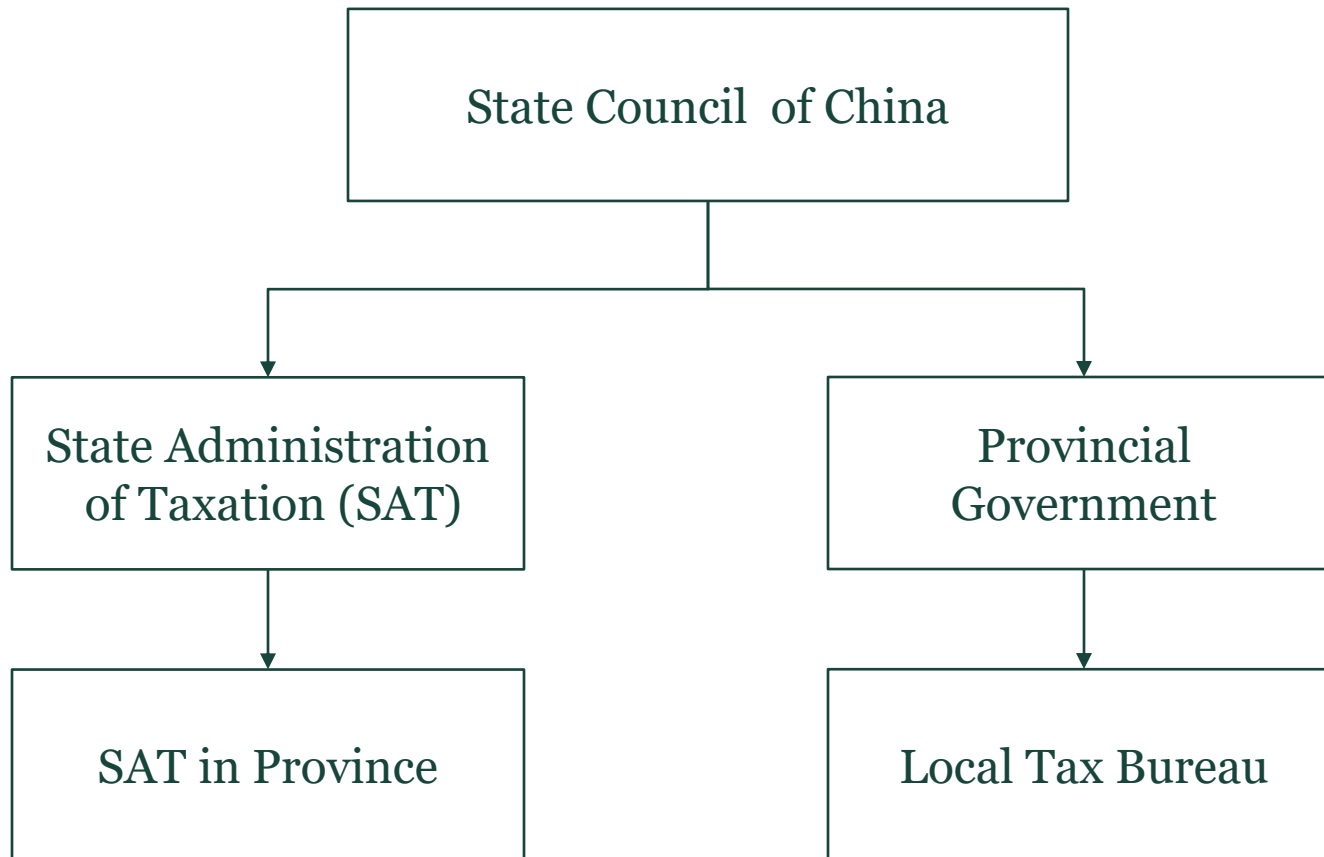 State Council of China
State Administration
of Taxation (SAT)
Provincial
Government
SAT in Province
Local Tax Bureau